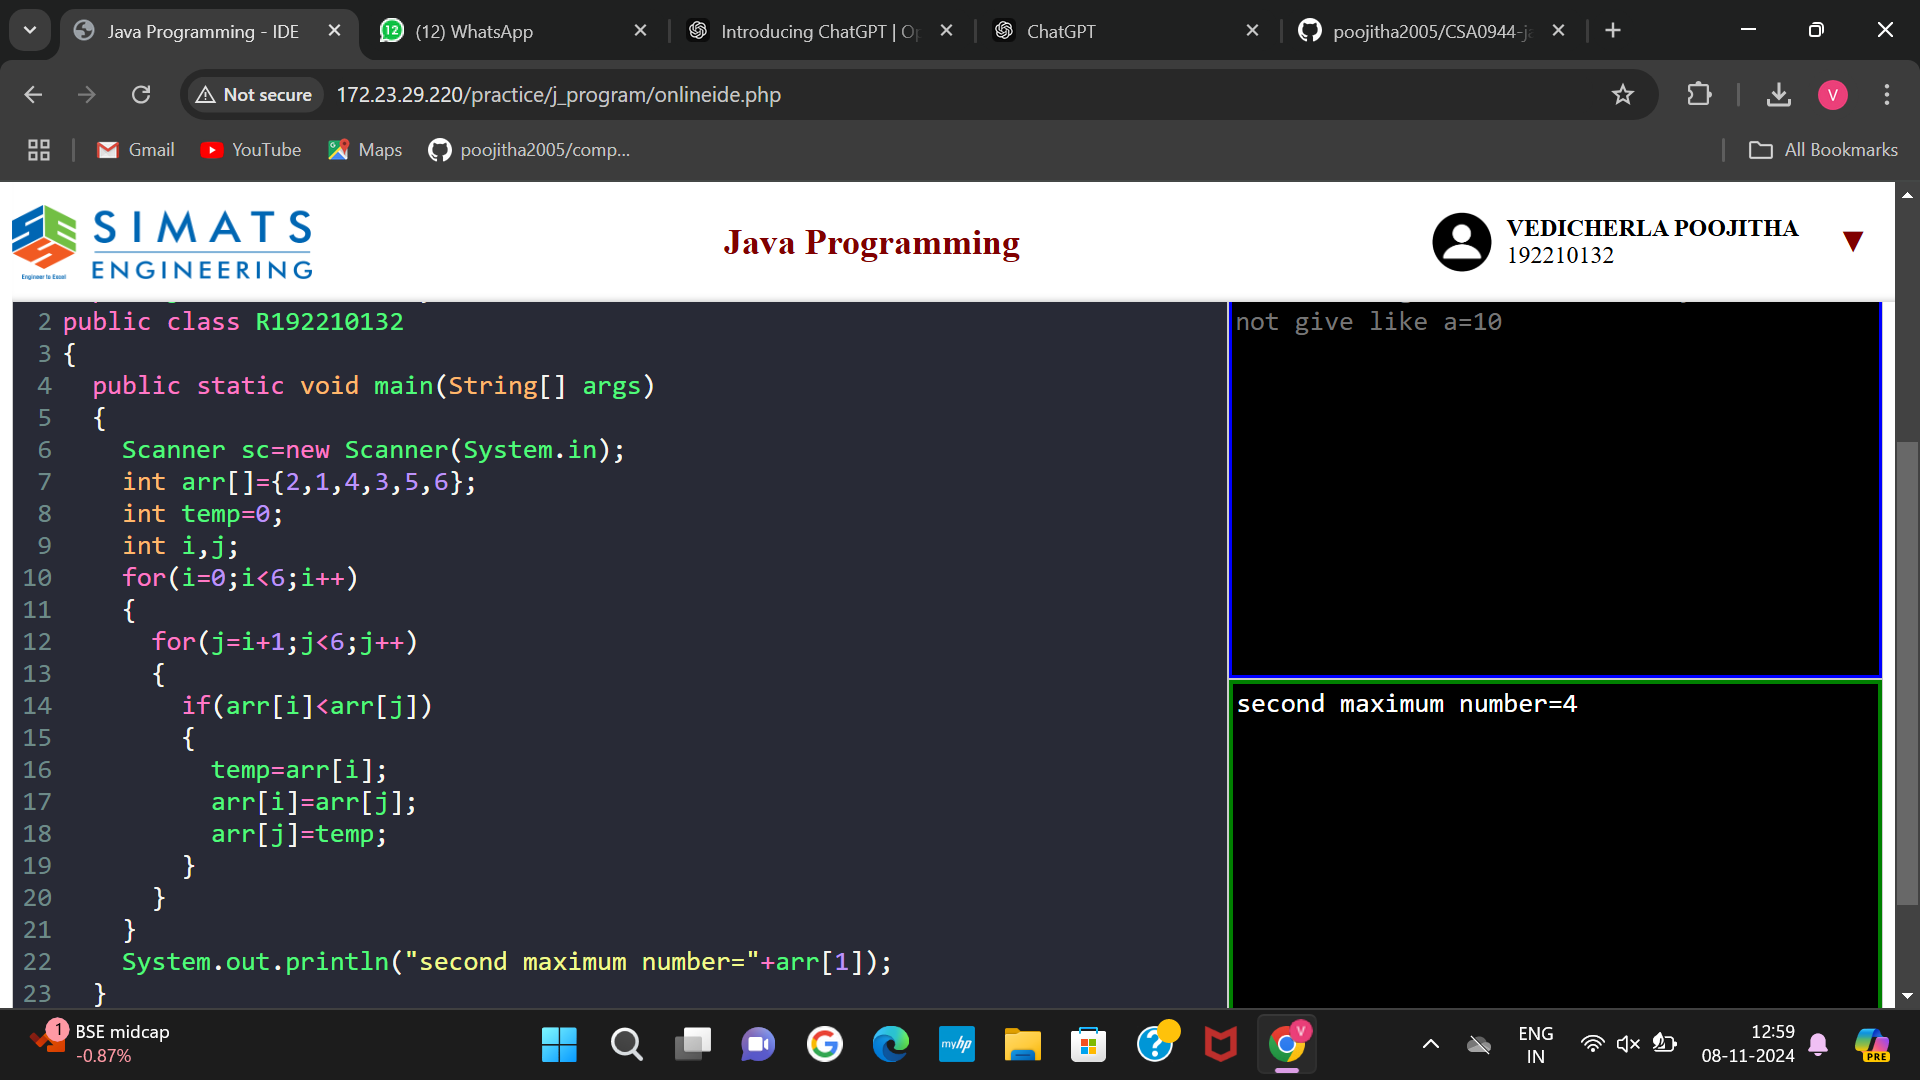 Java Programming - IDE
(12) WhatsApp
Introducing ChatGPT | Op
ChatGPT
poojitha2005/CSA0944-ja
Not secure
172.23.29.220/practice/j_program/onlineide.php
V
Gmail
YouTube
Maps
poojitha2005/comp...
All Bookmarks
SIMATS
ENGINEERING
Engineer to Excel
Java Programming
VEDICHERLA POOJITHA
192210132
2 public class R192210132
3 {
4 public static void main(String[] args)
5 {
6 Scanner sc=new Scanner(System.in);
7 int arr[]={2,1,4,3,5,6};
8 int temp=0;
9 int i,j;
10 for(i=0;i<6;i++)
11 {
12 for(j=i+1;j<6;j++)
13 {
14 if(arr[i]<arr[j])
15 {
16 temp=arr[i];
17 arr[i]=arr[j];
18 arr[j]=temp;
19 }
20 }
21 }
22 System.out.println("second maximum number="+arr[1]);
23 }
not give like a=10
second maximum number=4
1
BSE midcap
-0.87%
myhp
V
ENG
IN
12:59
08-11-2024
PRE